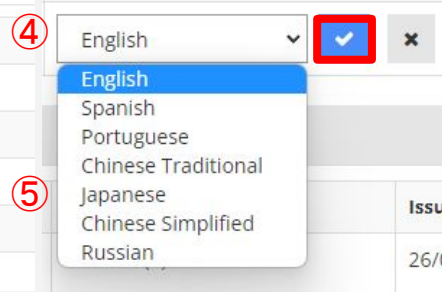 ④
English
English
Spanish
Portuguese
Chinese Traditional
Japanese
⑤
Chinese Simplified
Russian